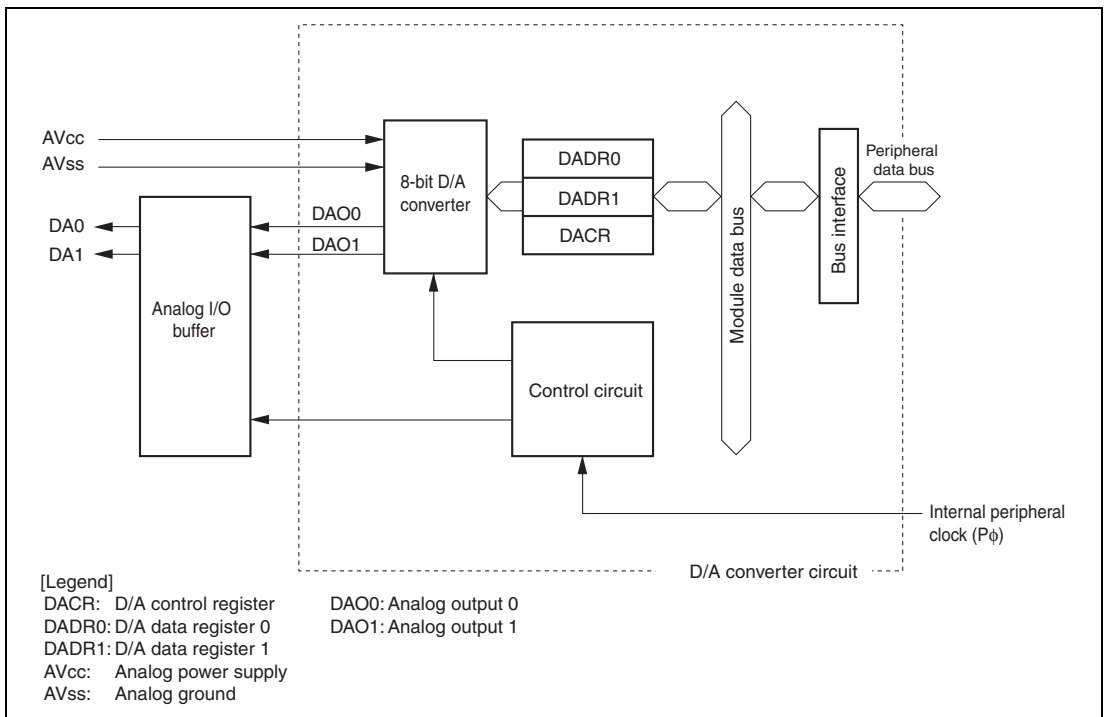 AVcc
AVss
DA0
DA1
Analog I/O
buffer
DAO0
DAO1
8-bit D/A
converter
DADR0
DADR1
DACR
Control circuit
Module data bus
Bus interface
Peripheral
data bus
Internal peripheral
clock (Pϕ)
D/A converter circuit
[Legend]
DACR: D/A control register
DADR0: D/A data register 0
DADR1: D/A data register 1
AVcc: Analog power supply
AVss: Analog ground
DAO0: Analog output 0
DAO1: Analog output 1